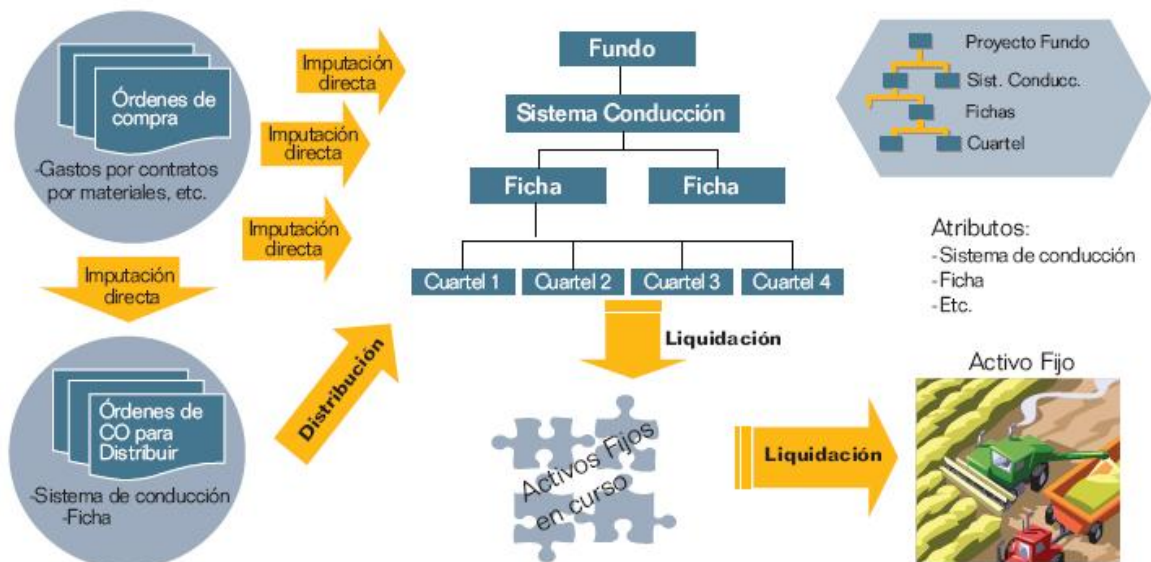 Órdenes de
compra
-Gastos por contratos
por materiales, etc.
Imputación
directa
Imputación
directa
Imputación
directa
Imputación
directa
Órdenes de
CO para
Distribuir
-Sistema de conducción
-Ficha
Distribución
Fundo
Sistema Conducción
Ficha
Ficha
Cuartel 1
Cuartel 2
Cuartel 3
Cuartel 4
Liquidación
Activos Fijos
en curso
Liquidación
Proyecto Fundo
Sist. Conducc.
Fichas
Cuartel
Atributos:
-Sistema de conducción
-Ficha
-Etc.
Activo Fijo